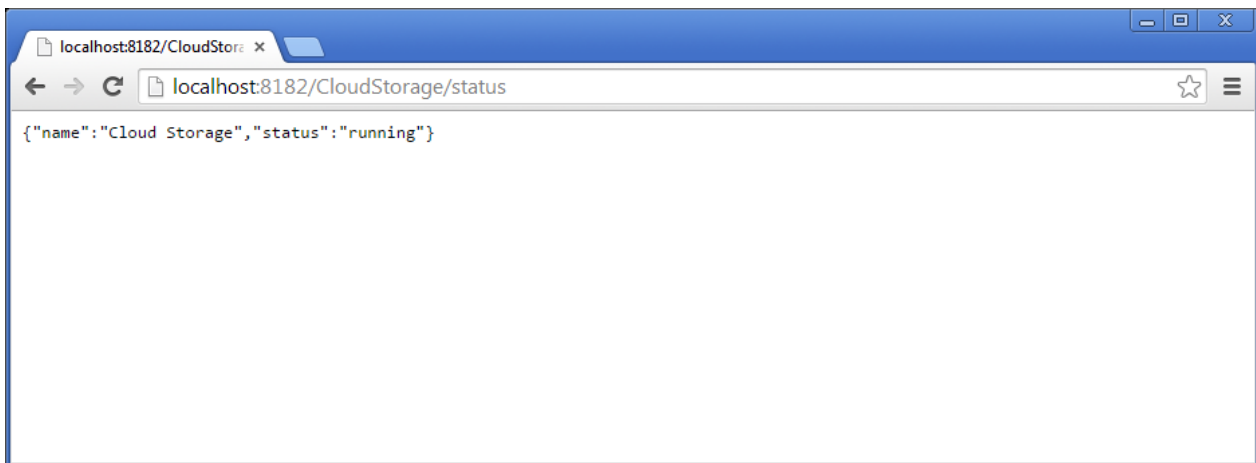 localhost:8182/CloudStora
localhost:8182/CloudStorage/status
{"name":"Cloud Storage","status":"running"}